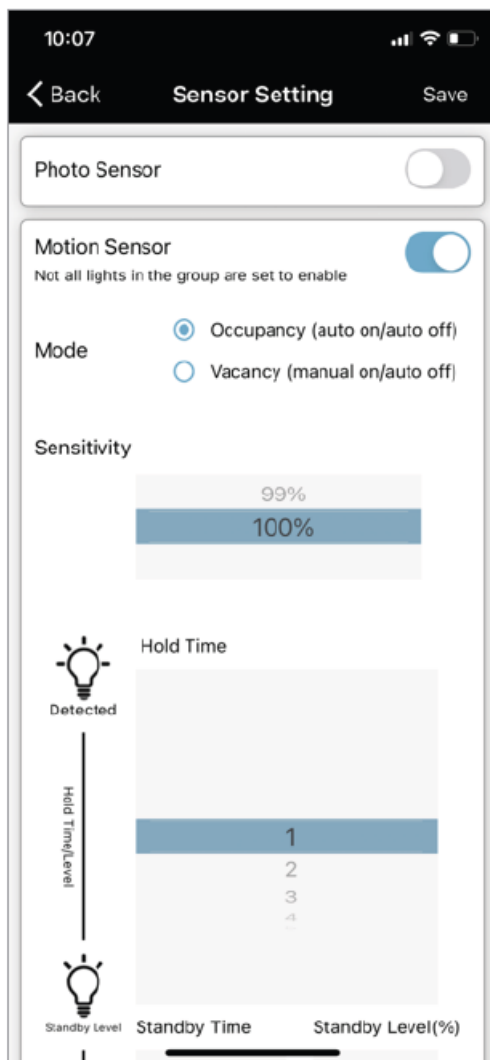 10:07
Back Sensor Setting Save
Photo Sensor
Motion Sensor
Not all lights in the group are set to enable
Mode
Occupancy (auto on/auto off)
Vacancy (manual on/auto off)
Sensitivity
99%
100%
Hold Time
Detected
Hold Time/Level
1
2
3
4
Standby Level
Standby Time Standby Level(%)